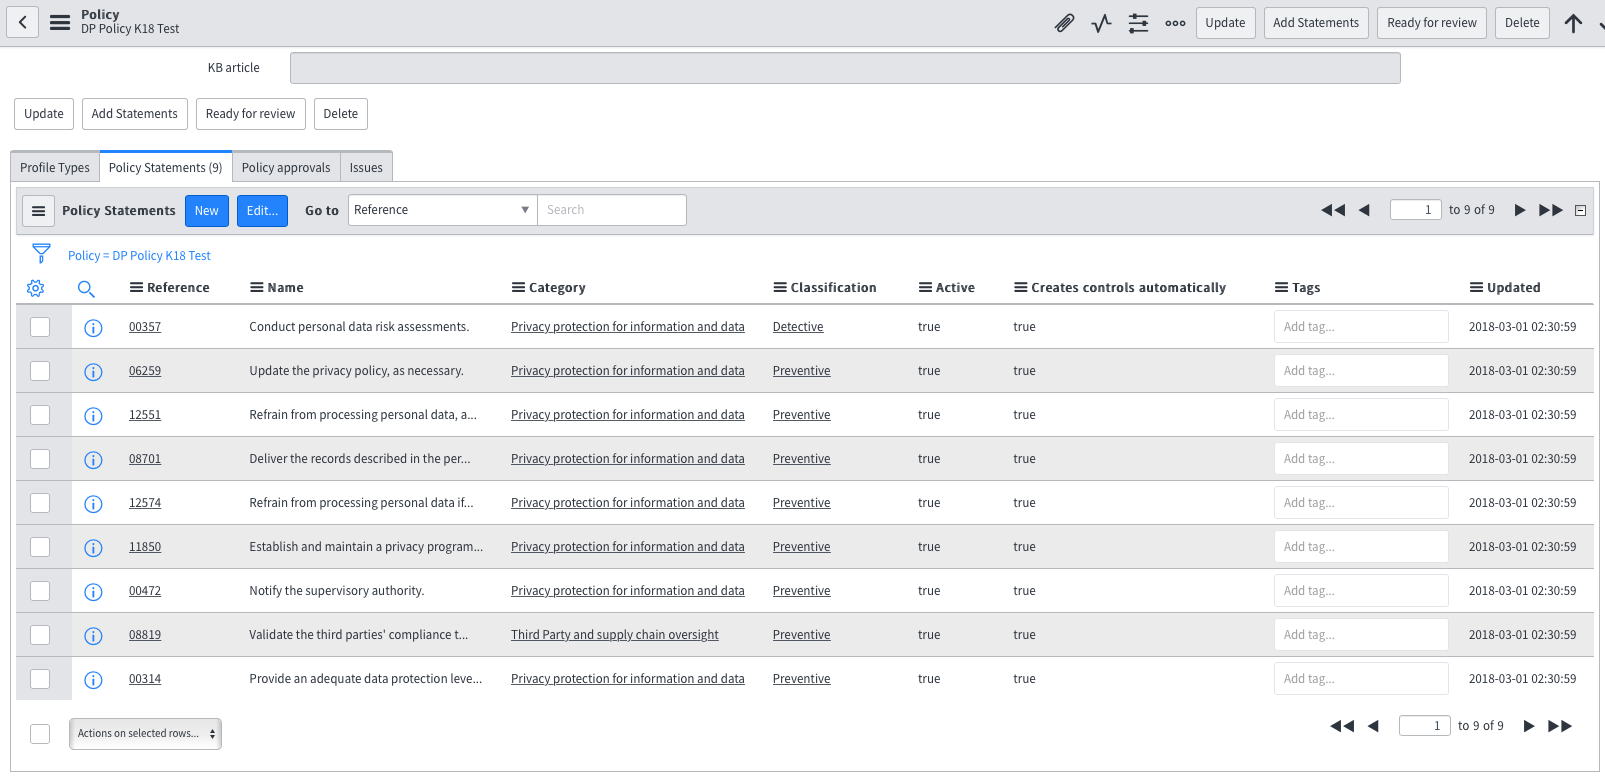 Policy
DP Policy K18 Test
Update Add Statements Ready for review Delete
KB article
Update Add Statements Ready for review Delete
Profile Types Policy Statements (9) Policy approvals Issues
Policy Statements New Edit... Go to Reference Search 1 to 9 of 9
Policy = DP Policy K18 Test
Reference Name Category Classification Active Creates controls automatically Tags Updated
00357 Conduct personal data risk assessments. Privacy protection for information and data Detective true true Add tag... 2018-03-01 02:30:59
06259 Update the privacy policy, as necessary. Privacy protection for information and data Preventive true true Add tag... 2018-03-01 02:30:59
12551 Refrain from processing personal data, a... Privacy protection for information and data Preventive true true Add tag... 2018-03-01 02:30:59
08701 Deliver the records described in the per... Privacy protection for information and data Preventive true true Add tag... 2018-03-01 02:30:59
12574 Refrain from processing personal data if... Privacy protection for information and data Preventive true true Add tag... 2018-03-01 02:30:59
11850 Establish and maintain a privacy program... Privacy protection for information and data Preventive true true Add tag... 2018-03-01 02:30:59
00472 Notify the supervisory authority. Privacy protection for information and data Preventive true true Add tag... 2018-03-01 02:30:59
08819 Validate the third parties' compliance t... Third Party and supply chain oversight Preventive true true Add tag... 2018-03-01 02:30:59
00314 Provide an adequate data protection leve... Privacy protection for information and data Preventive true true Add tag... 2018-03-01 02:30:59
Actions on selected rows... 1 to 9 of 9